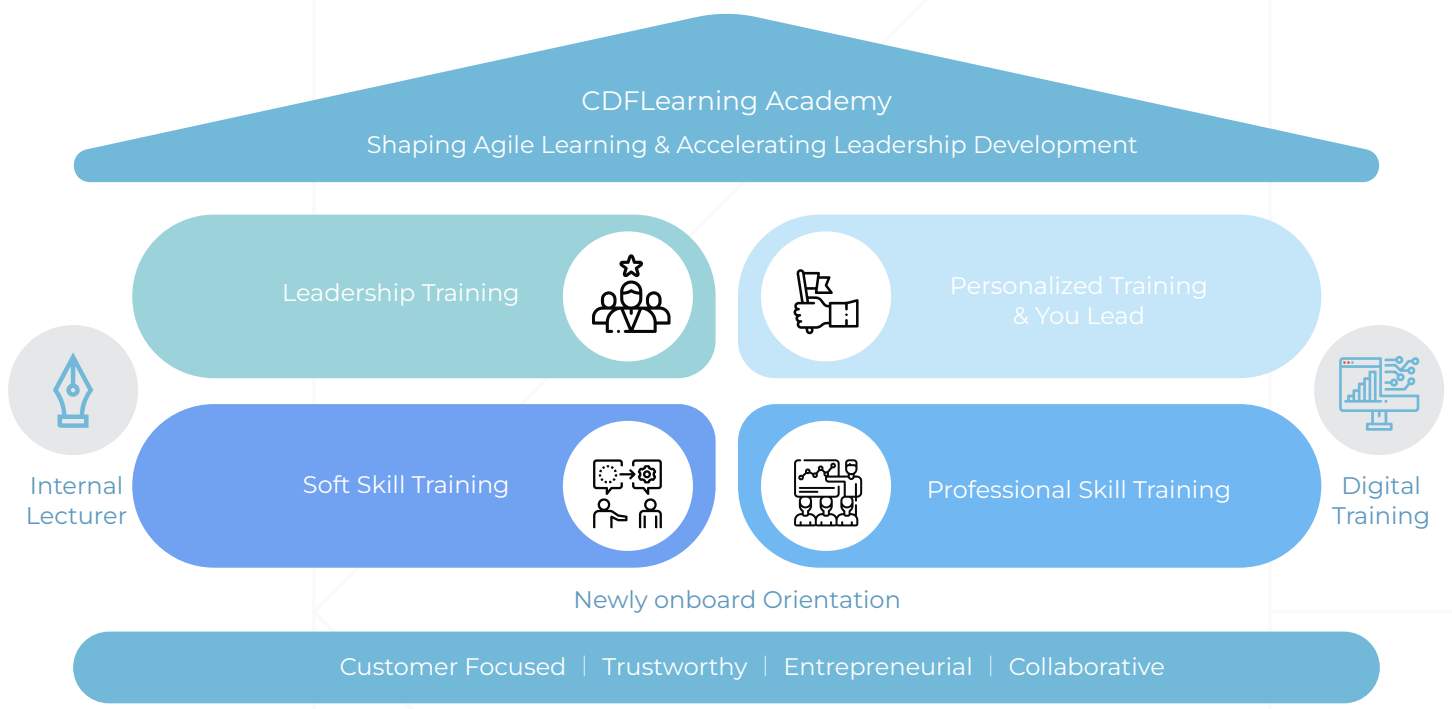 CDFLearning Academy
Shaping Agile Learning & Accelerating Leadership Development
Leadership Training
Personalized Training
& You Lead
Internal
Lecturer
Soft Skill Training
Professional Skill Training
Digital
Training
Newly onboard Orientation
Customer Focused | Trustworthy | Entrepreneurial | Collaborative